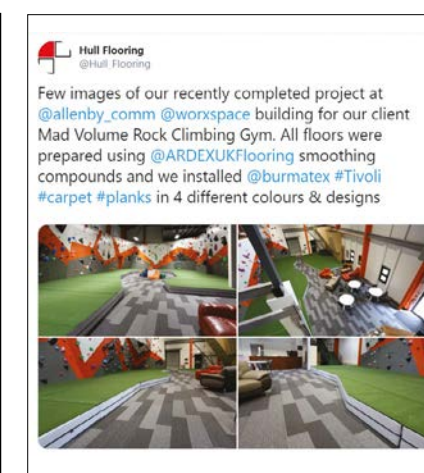 Hull Flooring
@Hull_Flooring
Few images of our recently completed project at
@allenby_comm @worxspace building for our client
Mad Volume Rock Climbing Gym. All floors were
prepared using @ARDEXUKFlooring smoothing
compounds and we installed @burmatex #Tivoli
#carpet #planks in 4 different colours & designs